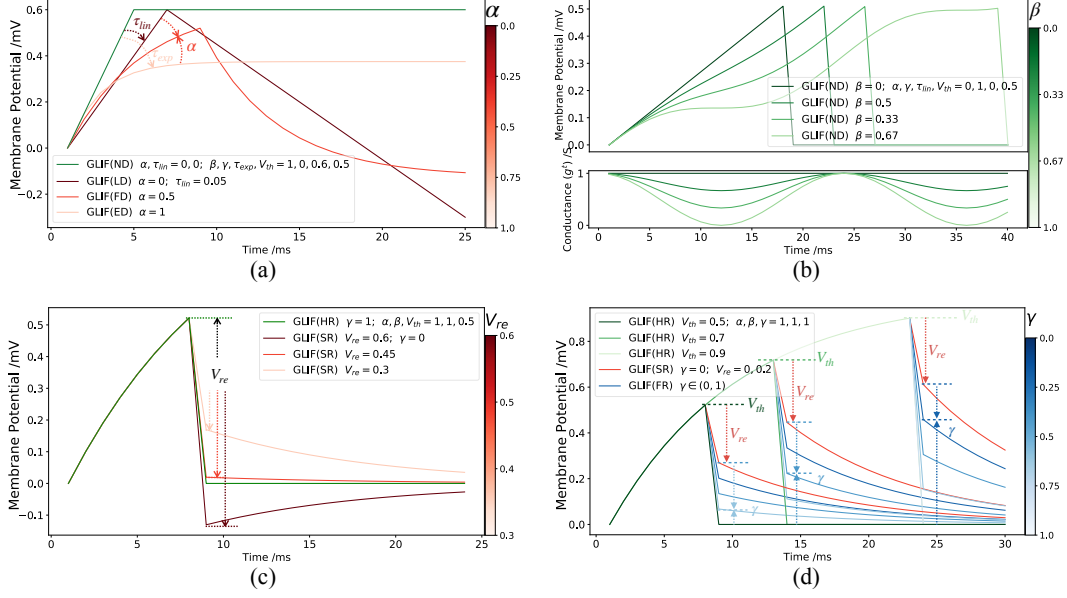 Membrane Potential /mV
0.6
0.4
0.2
0.0
−0.2
τlin
τexp
α
GLIF(ND) α, τlin = 0, 0; β, γ, τexp, Vth = 1, 0, 0.6, 0.5
GLIF(LD) α = 0; τlin = 0.05
GLIF(FD) α = 0.5
GLIF(ED) α = 1
0 5 10 15 20 25
Time /ms
α
0.0
0.25
0.5
0.75
1.0
(a)
Membrane Potential /mV
0.5
0.4
0.3
0.2
0.1
0.0
GLIF(ND) β = 0; α, γ, τlin, Vth = 0, 1, 0, 0.5
GLIF(ND) β = 0.5
GLIF(ND) β = 0.33
GLIF(ND) β = 0.67
Conductance (gt) /S
1
0
0 5 10 15 20 25 30 35 40
Time /ms
β
0.0
0.33
0.67
1.0
(b)
Membrane Potential /mV
0.5
0.4
0.3
0.2
0.1
0.0
−0.1
Vre
GLIF(HR) γ = 1; α, β, Vth = 1, 1, 0.5
GLIF(SR) Vre = 0.6; γ = 0
GLIF(SR) Vre = 0.45
GLIF(SR) Vre = 0.3
0 5 10 15 20 25
Time /ms
Vre
0.6
0.5
0.4
0.3
(c)
Membrane Potential /mV
0.8
0.6
0.4
0.2
0.0
GLIF(HR) Vth = 0.5; α, β, γ = 1, 1, 1
GLIF(HR) Vth = 0.7
GLIF(HR) Vth = 0.9
GLIF(SR) γ = 0; Vre = 0, 0.2
GLIF(FR) γ ∈ (0, 1)
Vth
Vre
γ
Vth
Vre
γ
Vth
Vre
γ
0 5 10 15 20 25 30
Time /ms
γ
0.0
0.25
0.5
0.75
1.0
(d)